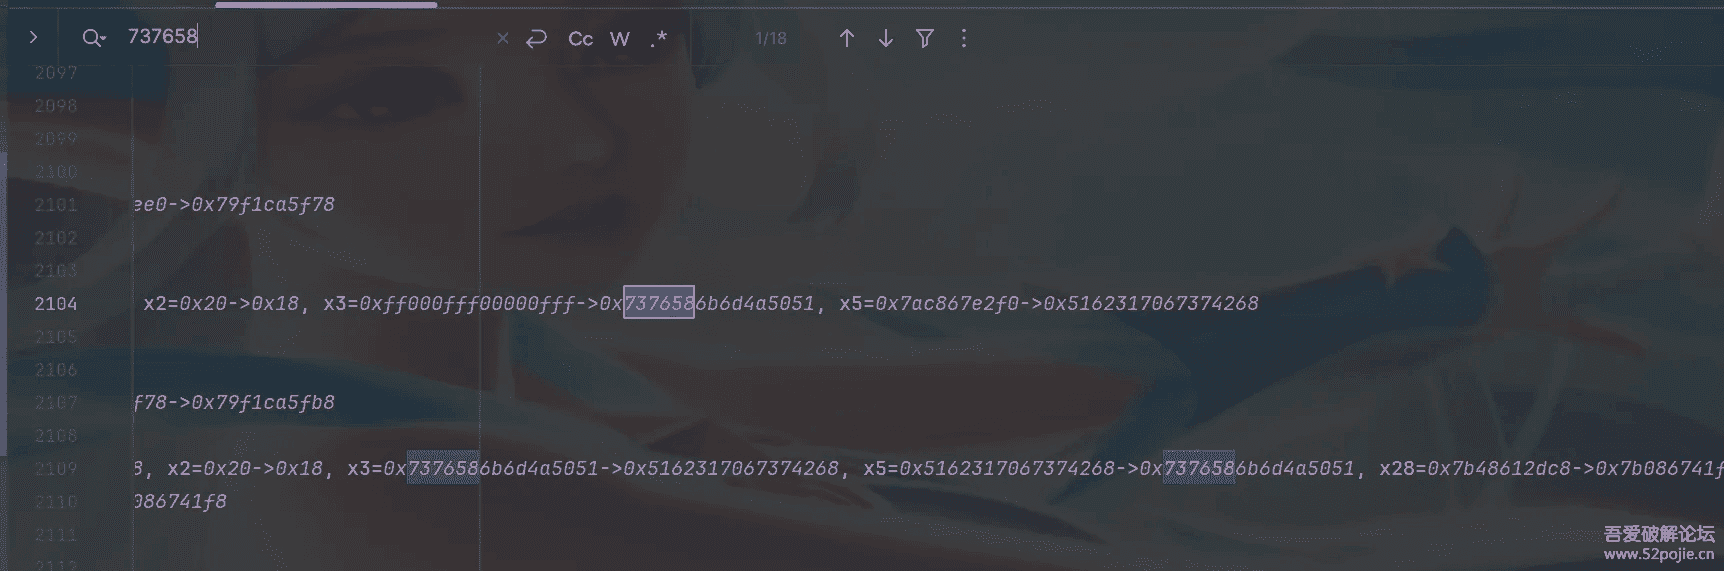 737658 Cc W .* 1/18
2097
2098
2099
2100
2101 ee0->0x79f1ca5f78
2102
2103
2104 x2=0x20->0x18, x3=0xff000fff00000fff->0x7376586b6d4a5051, x5=0x7ac867e2f0->0x5162317067374268
2105
2106
2107 f78->0x79f1ca5fb8
2108
2109 8, x2=0x20->0x18, x3=0x7376586b6d4a5051->0x5162317067374268, x5=0x5162317067374268->0x7376586b6d4a5051, x28=0x7b48612dc8->0x7b086741f
2110 086741f8
2111
2112
吾爱破解论坛
www.52pojie.cn